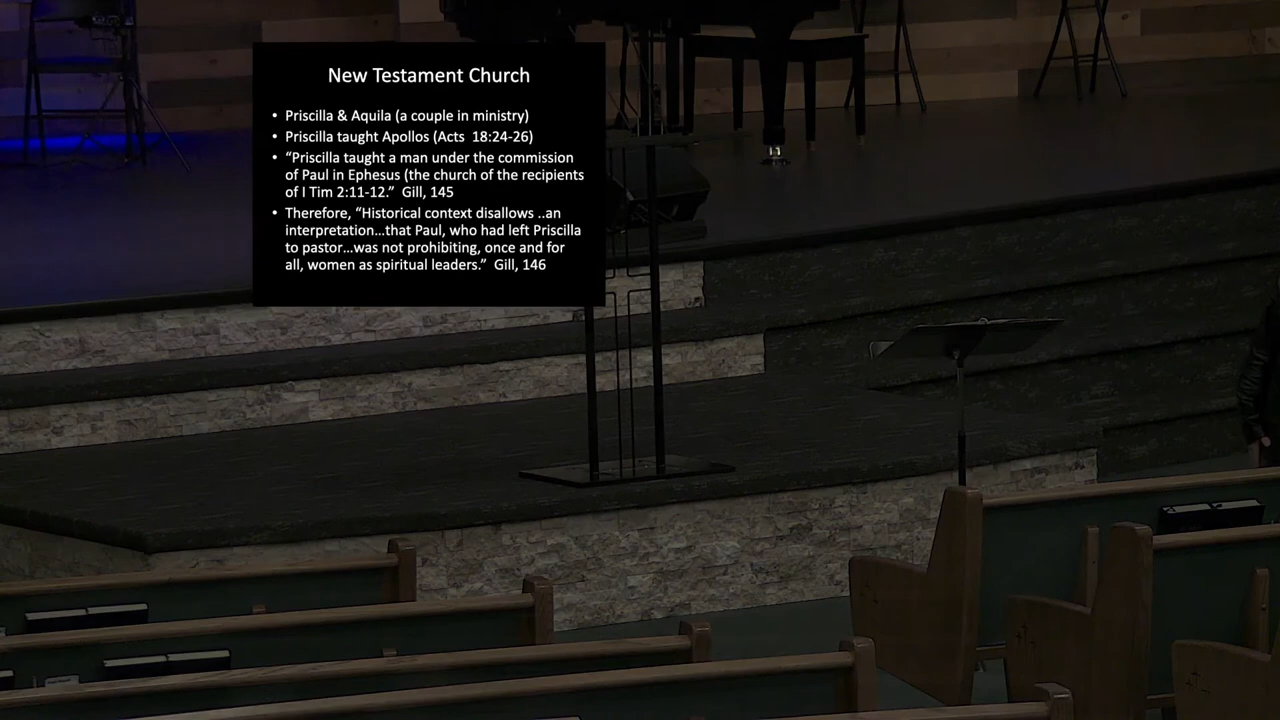 New Testament Church
• Priscilla & Aquila (a couple in ministry)
• Priscilla taught Apollos (Acts 18:24-26)
• “Priscilla taught a man under the commission
of Paul in Ephesus (the church of the recipients
of I Tim 2:11-12.” Gill, 145
• Therefore, “Historical context disallows ..an
interpretation...that Paul, who had left Priscilla
to pastor...was not prohibiting, once and for
all, women as spiritual leaders.” Gill, 146